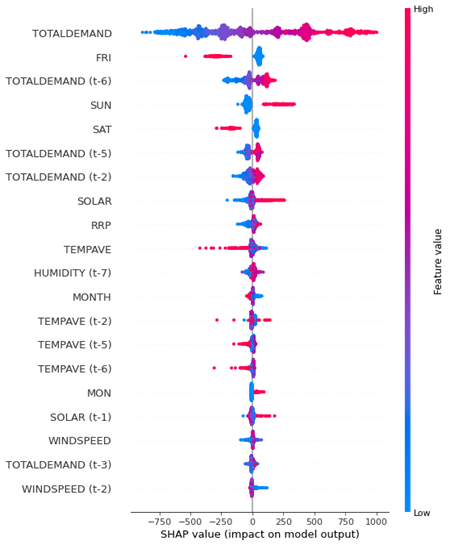 High
TOTALDEMAND
FRI
TOTALDEMAND (t-6)
SUN
SAT
TOTALDEMAND (t-5)
TOTALDEMAND (t-2)
SOLAR
RRP
TEMPAVE
HUMIDITY (t-7)
MONTH
TEMPAVE (t-2)
TEMPAVE (t-5)
TEMPAVE (t-6)
MON
SOLAR (t-1)
WINDSPEED
TOTALDEMAND (t-3)
WINDSPEED (t-2)
Feature value
Low
−750 −500 −250 0 250 500 750 1000
SHAP value (impact on model output)